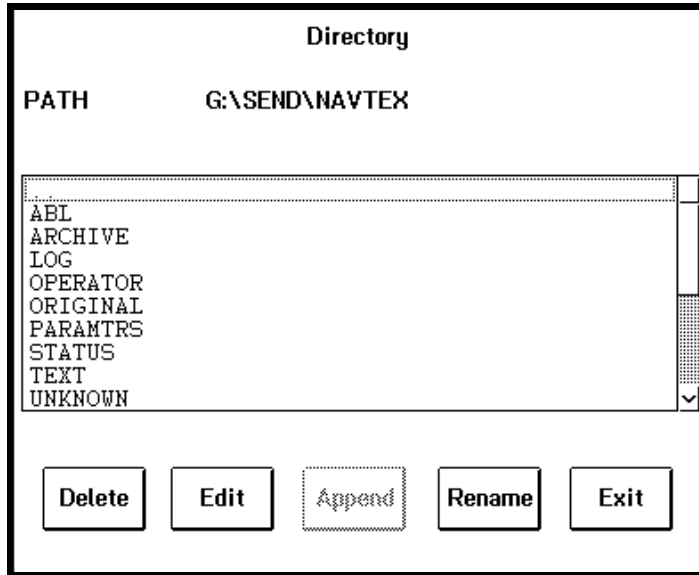 Directory
PATH G:\SEND\NAVTEX
..
ABL
ARCHIVE
LOG
OPERATOR
ORIGINAL
PARAMTRS
STATUS
TEXT
UNKNOWN
Delete Edit Append Rename Exit